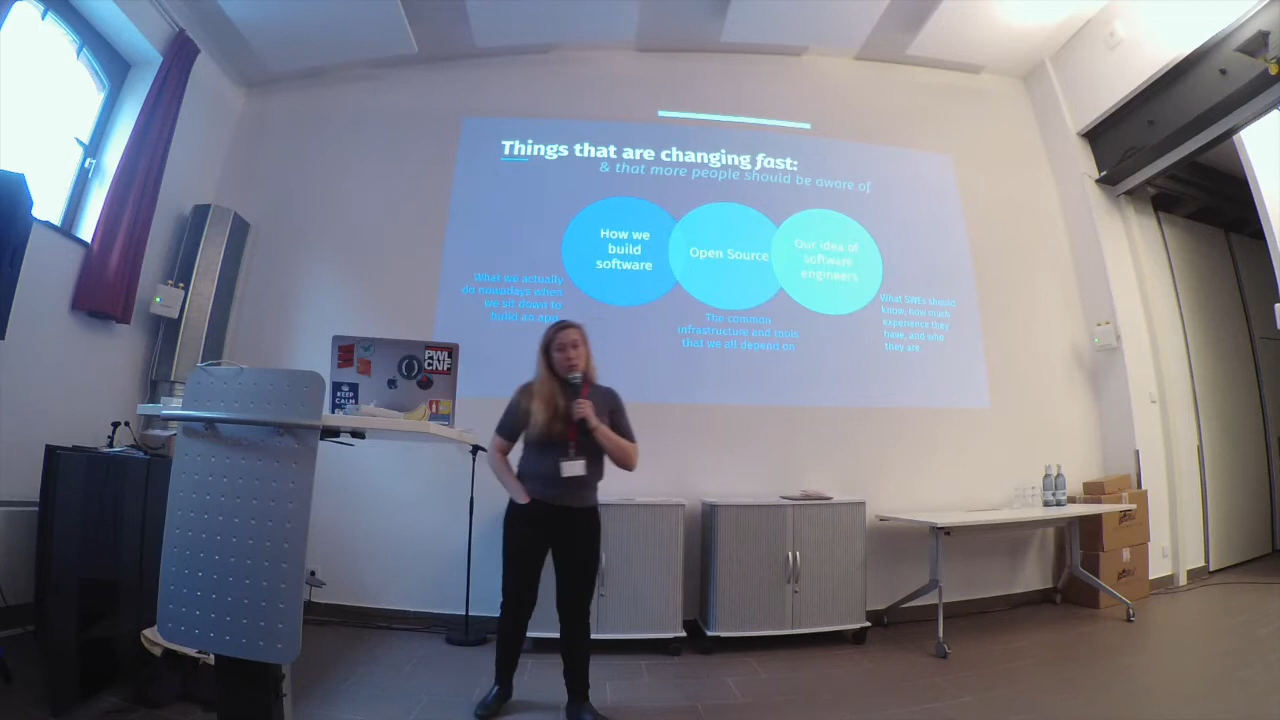 Things that are changing fast:
& that more people should be aware of
How we
build
software
Open Source
Our idea of
software
engineers
What we actually
do nowadays when
we sit down to
build an app
The common
infrastructure and tools
that we all depend on
What SWEs should
know, how much
experience they
have, and who
they are
PWL
CNF
KEEP
CALM